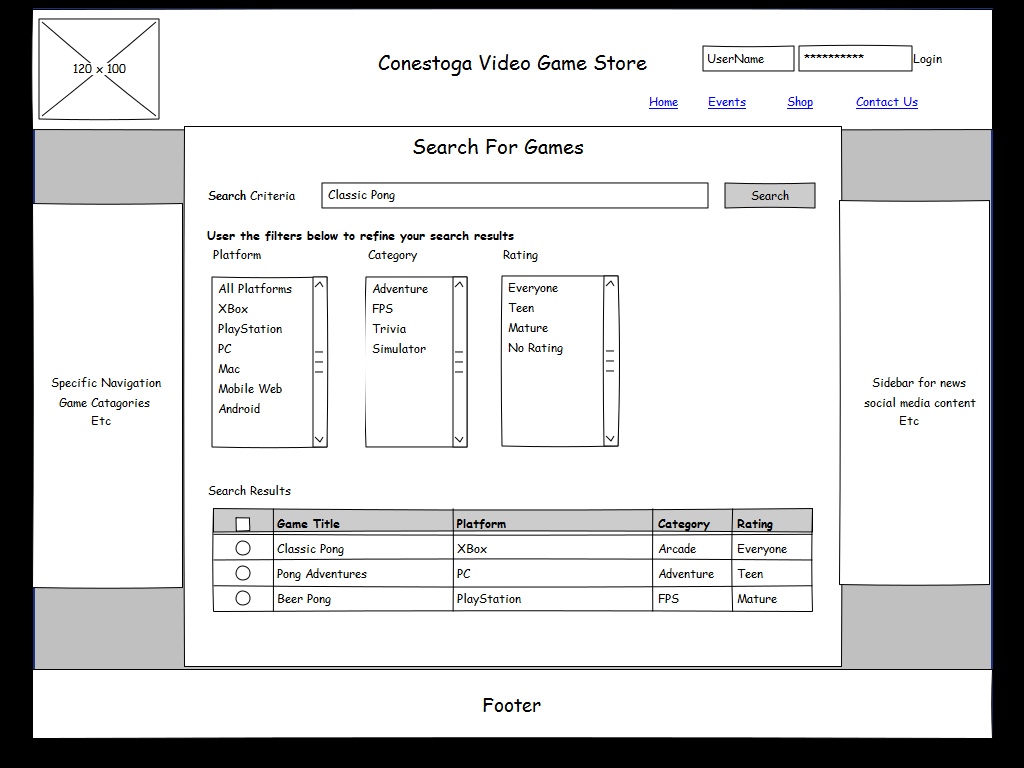 120 x 100
Conestoga Video Game Store
UserName
**********
Login
Home Events Shop Contact Us
Search For Games
Search Criteria
Classic Pong
Search
User the filters below to refine your search results
Platform
All Platforms
XBox
PlayStation
PC
Mac
Mobile Web
Android
Category
Adventure
FPS
Trivia
Simulator
Rating
Everyone
Teen
Mature
No Rating
Specific Navigation
Game Catagories
Etc
Sidebar for news
social media content
Etc
Search Results
Game Title Platform Category Rating
Classic Pong XBox Arcade Everyone
Pong Adventures PC Adventure Teen
Beer Pong PlayStation FPS Mature
Footer